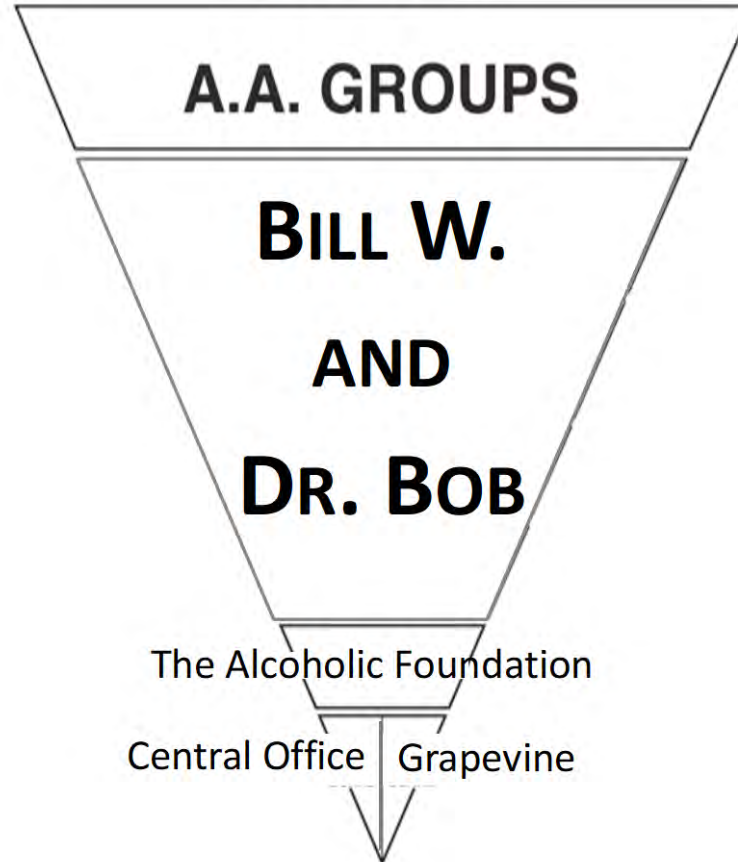 A.A. GROUPS
BILL W.
AND
DR. BOB
The Alcoholic Foundation
Central Office Grapevine